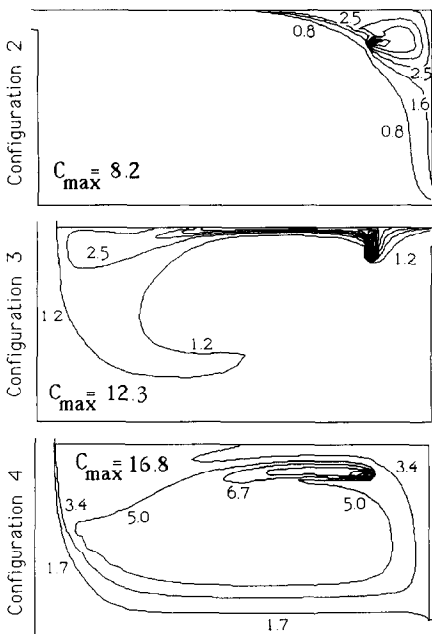 Configuration 2
0.8
2.5
2.5
1.6
0.8
Cmax = 8.2
Configuration 3
2.5
1.2
1.2
1.2
Cmax = 12.3
Configuration 4
Cmax = 16.8
3.4
3.4
6.7
5.0
5.0
1.7
1.7